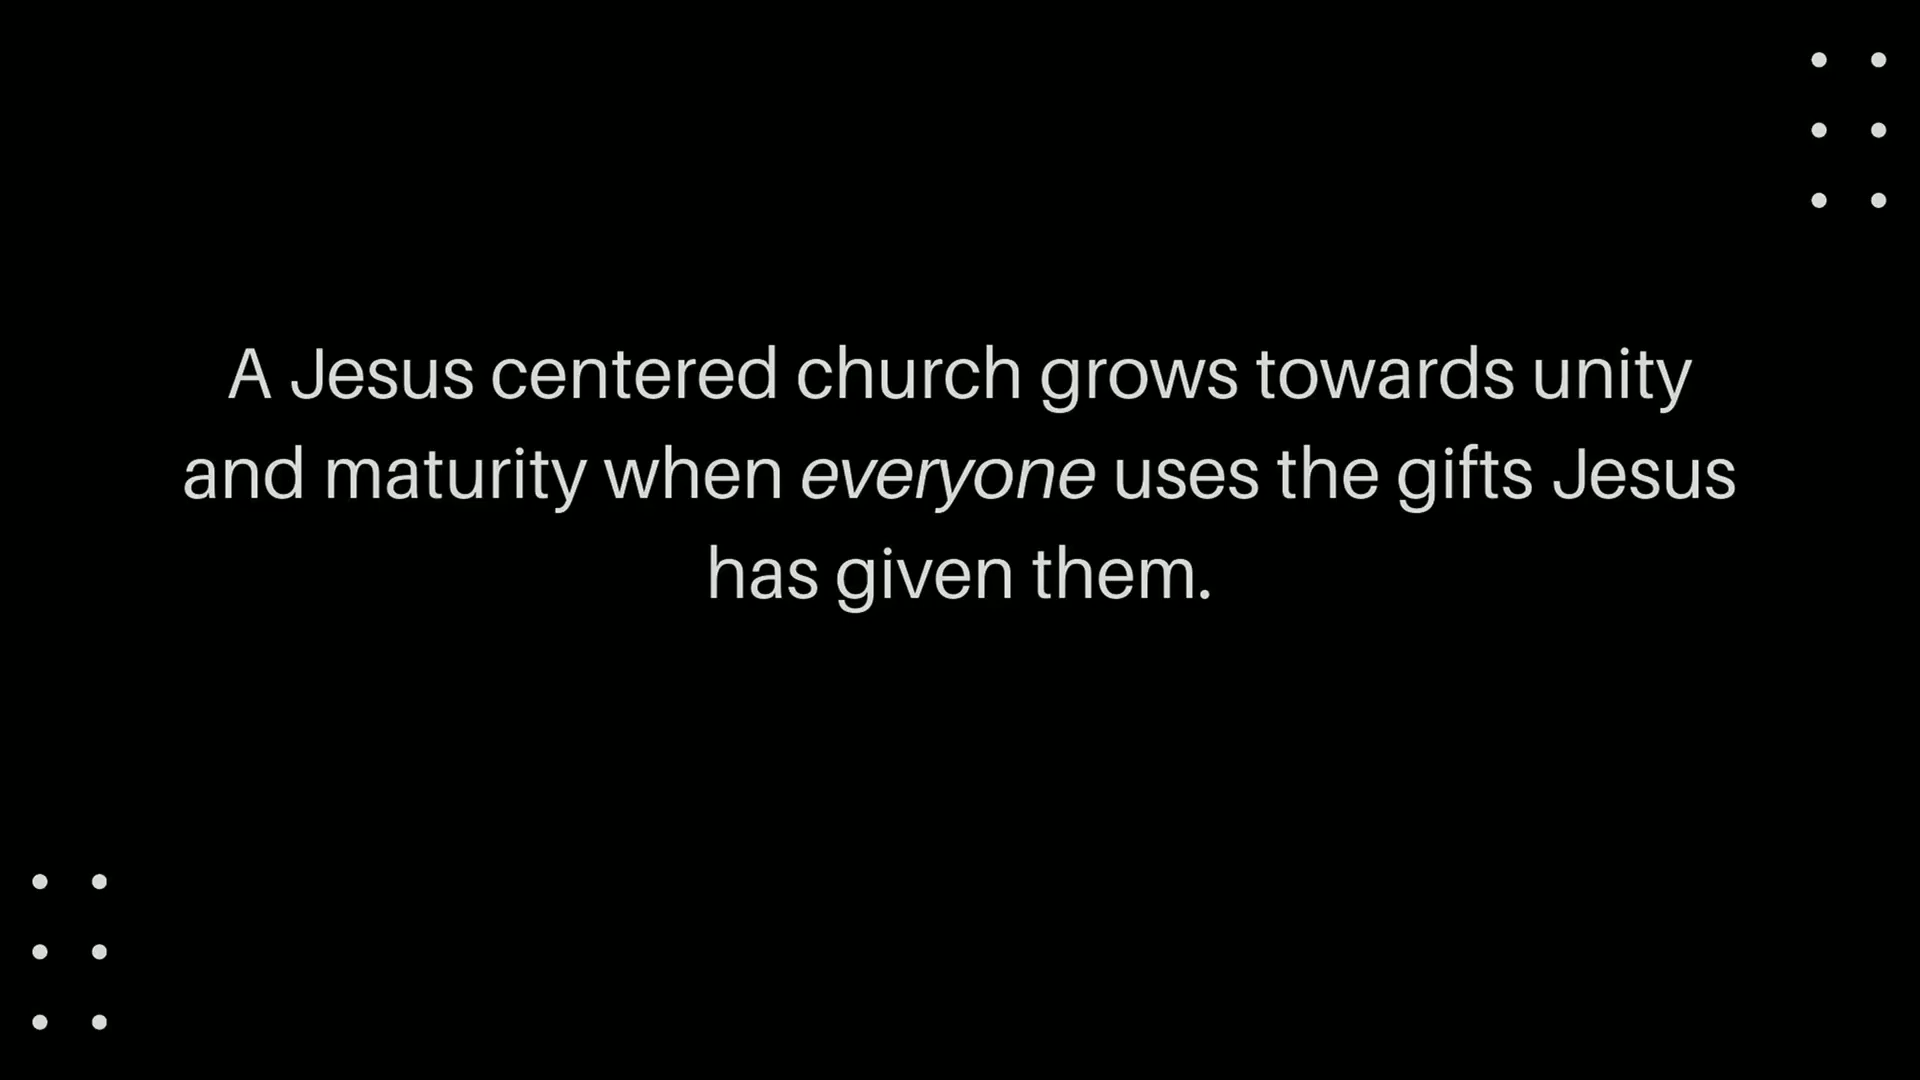 A Jesus centered church grows towards unity
and maturity when everyone uses the gifts Jesus
has given them.